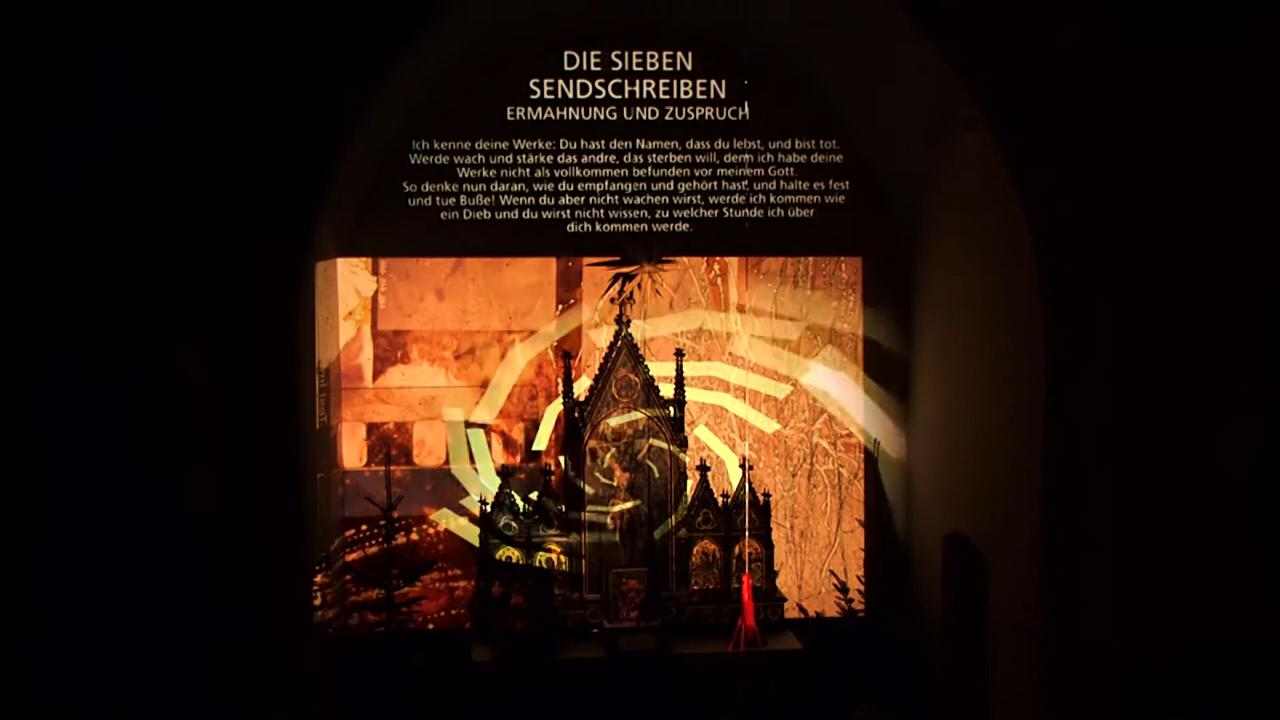 DIE SIEBEN
SENDSCHREIBEN
ERMAHNUNG UND ZUSPRUCH
Ich kenne deine Werke: Du hast den Namen, dass du lebst, und bist tot.
Werde wach und stärke das andre, das sterben will, denn ich habe deine
Werke nicht als vollkommen befunden vor meinem Gott.
So denke nun daran, wie du empfangen und gehört hast, und halte es fest
und tue Buße! Wenn du aber nicht wachen wirst, werde ich kommen wie
ein Dieb und du wirst nicht wissen, zu welcher Stunde ich über
dich kommen werde.